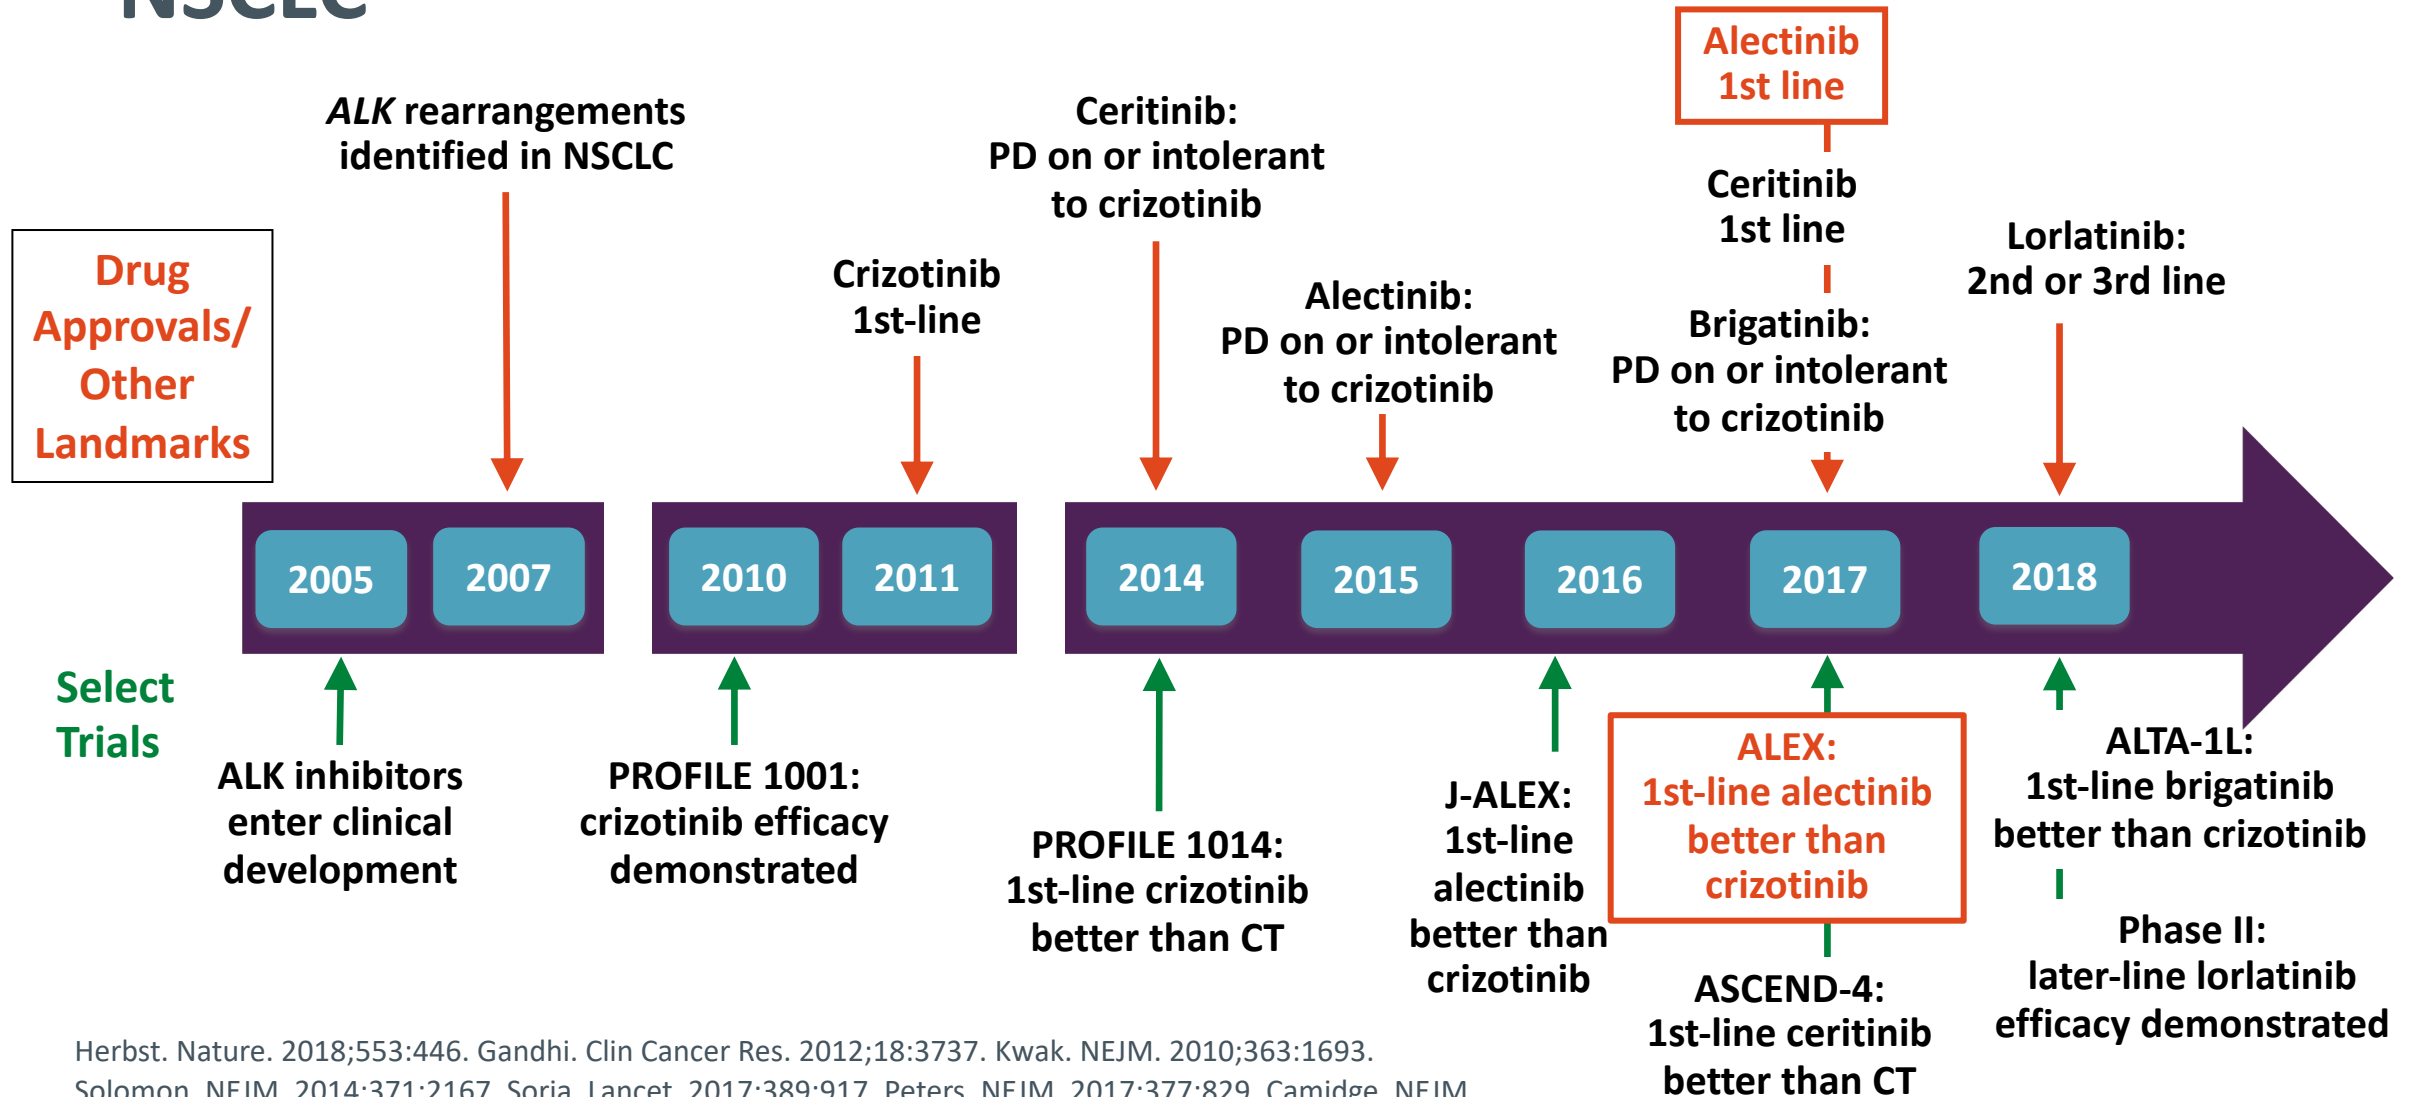 NSCLC
Alectinib
1st line
ALK rearrangements
identified in NSCLC
Ceritinib:
PD on or intolerant
to crizotinib
Ceritinib
1st line
Drug
Approvals/
Other
Landmarks
Crizotinib
1st-line
Alectinib:
PD on or intolerant
to crizotinib
Brigatinib:
PD on or intolerant
to crizotinib
Lorlatinib:
2nd or 3rd line
2005
2007
2010
2011
2014
2015
2016
2017
2018
Select
Trials
ALK inhibitors
enter clinical
development
PROFILE 1001:
crizotinib efficacy
demonstrated
PROFILE 1014:
1st-line crizotinib
better than CT
J-ALEX:
1st-line
alectinib
better than
crizotinib
ALEX:
1st-line alectinib
better than
crizotinib
ASCEND-4:
1st-line ceritinib
better than CT
ALTA-1L:
1st-line brigatinib
better than crizotinib
Phase II:
later-line lorlatinib
efficacy demonstrated
Herbst. Nature. 2018;553:446. Gandhi. Clin Cancer Res. 2012;18:3737. Kwak. NEJM. 2010;363:1693.
Solomon. NEJM. 2014;371:2167. Soria. Lancet. 2017;389:917. Peters. NEJM. 2017;377:829. Camidge. NEJM.